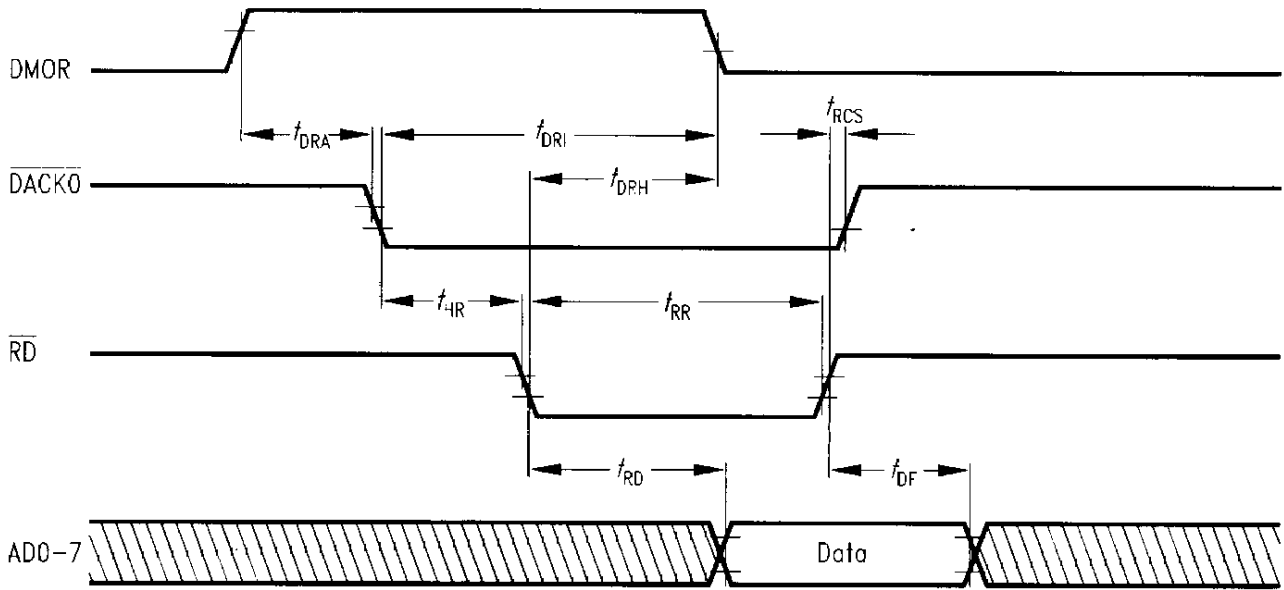 DMOR
tDRA
tDRI
tRCS
DACK0
tDRH
tHR
tRR
RD
tRD
tDF
AD0-7
Data